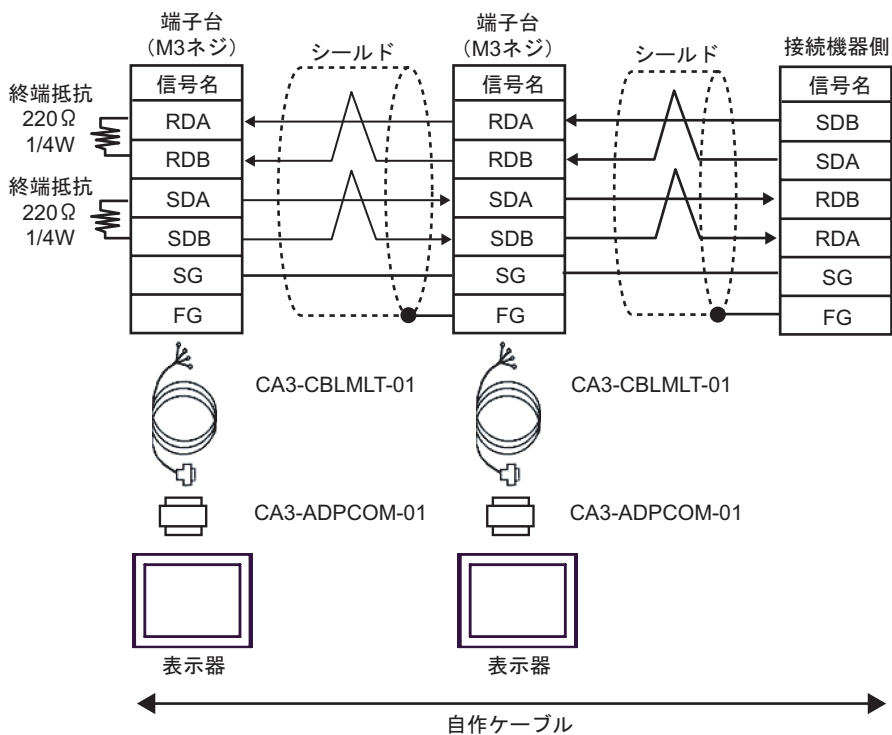 端子台
（M3ネジ）
シールド
端子台
（M3ネジ）
シールド
接続機器側
終端抵抗
220Ω
1/4W
終端抵抗
220Ω
1/4W
信号名
RDA
RDB
SDA
SDB
SG
FG
信号名
RDA
RDB
SDA
SDB
SG
FG
信号名
SDB
SDA
RDB
RDA
SG
FG
CA3-CBLMLT-01
CA3-CBLMLT-01
CA3-ADPCOM-01
CA3-ADPCOM-01
表示器
表示器
自作ケーブル